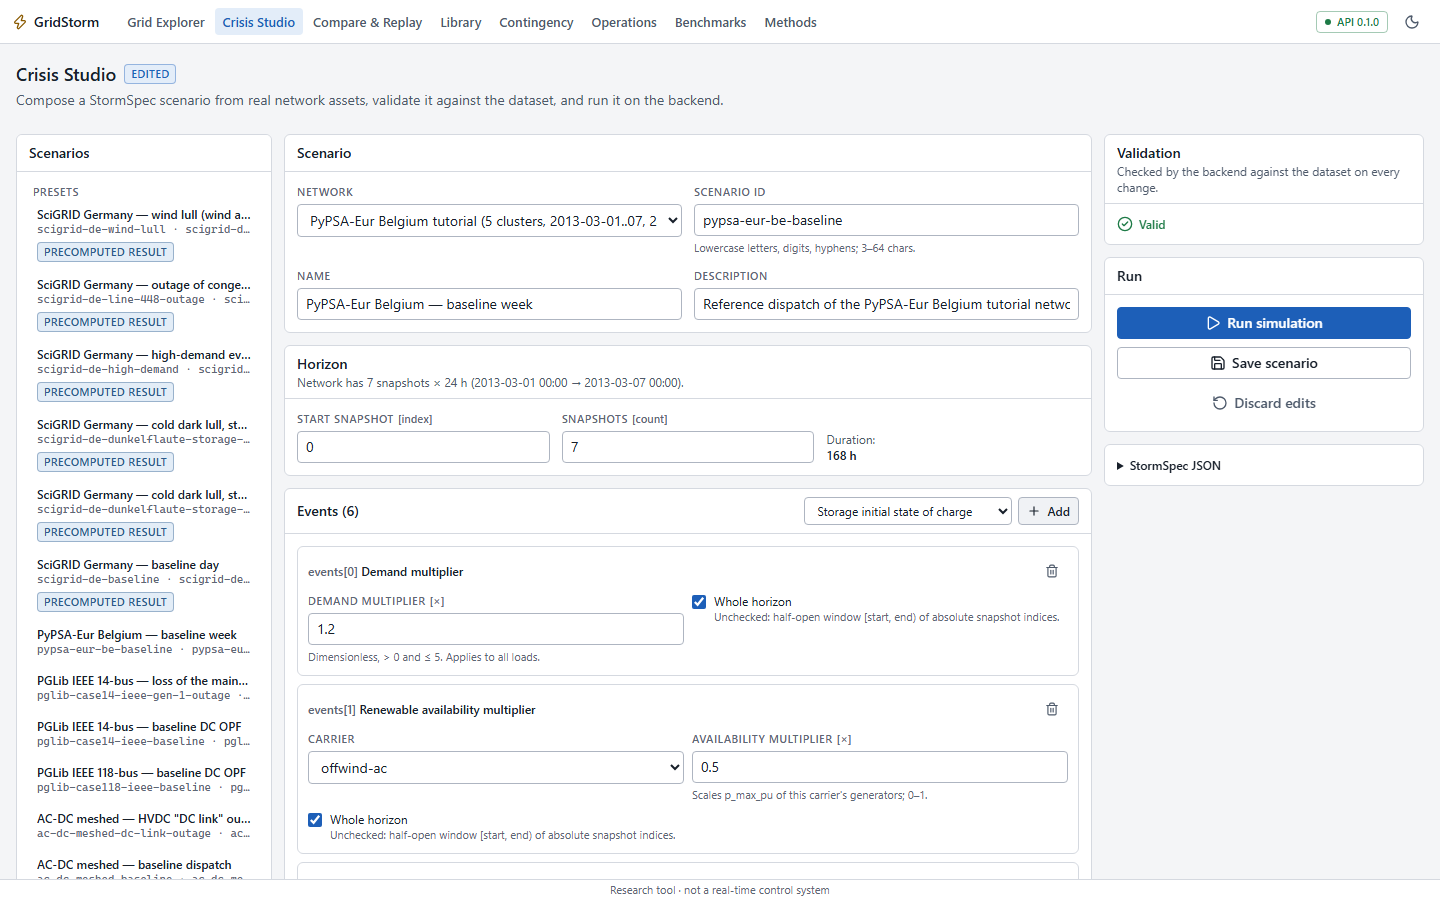 GridStorm
Grid Explorer
Crisis Studio
Compare & Replay
Library
Contingency
Operations
Benchmarks
Methods
API 0.1.0
Crisis Studio
EDITED
Compose a StormSpec scenario from real network assets, validate it against the dataset, and run it on the backend.
Scenarios
PRESETS
SciGRID Germany — wind lull (wind a...
scigrid-de-wind-lull · scigrid-d...
PRECOMPUTED RESULT
SciGRID Germany — outage of conge...
scigrid-de-line-448-outage · sci...
PRECOMPUTED RESULT
SciGRID Germany — high-demand ev...
scigrid-de-high-demand · scigrid...
PRECOMPUTED RESULT
SciGRID Germany — cold dark lull, st...
scigrid-de-dunkelflaute-storage-...
PRECOMPUTED RESULT
SciGRID Germany — cold dark lull, st...
scigrid-de-dunkelflaute-storage-...
PRECOMPUTED RESULT
SciGRID Germany — baseline day
scigrid-de-baseline · scigrid-de...
PRECOMPUTED RESULT
PyPSA-Eur Belgium — baseline week
pypsa-eur-be-baseline · pypsa-eu...
PGLib IEEE 14-bus — loss of the main...
pglib-case14-ieee-gen-1-outage ·...
PGLib IEEE 14-bus — baseline DC OPF
pglib-case14-ieee-baseline · pgl...
PGLib IEEE 118-bus — baseline DC OPF
pglib-case118-ieee-baseline · pg...
AC-DC meshed — HVDC "DC link" ou...
ac-dc-meshed-dc-link-outage · ac...
AC-DC meshed — baseline dispatch
ac-dc-meshed-baseline · ac-dc-me...
Scenario
NETWORK
PyPSA-Eur Belgium tutorial (5 clusters, 2013-03-01..07, 2
SCENARIO ID
pypsa-eur-be-baseline
Lowercase letters, digits, hyphens; 3–64 chars.
NAME
PyPSA-Eur Belgium — baseline week
DESCRIPTION
Reference dispatch of the PyPSA-Eur Belgium tutorial netwo
Horizon
Network has 7 snapshots × 24 h (2013-03-01 00:00 → 2013-03-07 00:00).
START SNAPSHOT [index]
0
SNAPSHOTS [count]
7
Duration:
168 h
Events (6)
Storage initial state of charge
Add
events[0] Demand multiplier
DEMAND MULTIPLIER [×]
1.2
Dimensionless, > 0 and ≤ 5. Applies to all loads.
Whole horizon
Unchecked: half-open window [start, end) of absolute snapshot indices.
events[1] Renewable availability multiplier
CARRIER
offwind-ac
AVAILABILITY MULTIPLIER [×]
0.5
Scales p_max_pu of this carrier's generators; 0–1.
Whole horizon
Unchecked: half-open window [start, end) of absolute snapshot indices.
Validation
Checked by the backend against the dataset on every
change.
Valid
Run
Run simulation
Save scenario
Discard edits
StormSpec JSON
Research tool · not a real-time control system